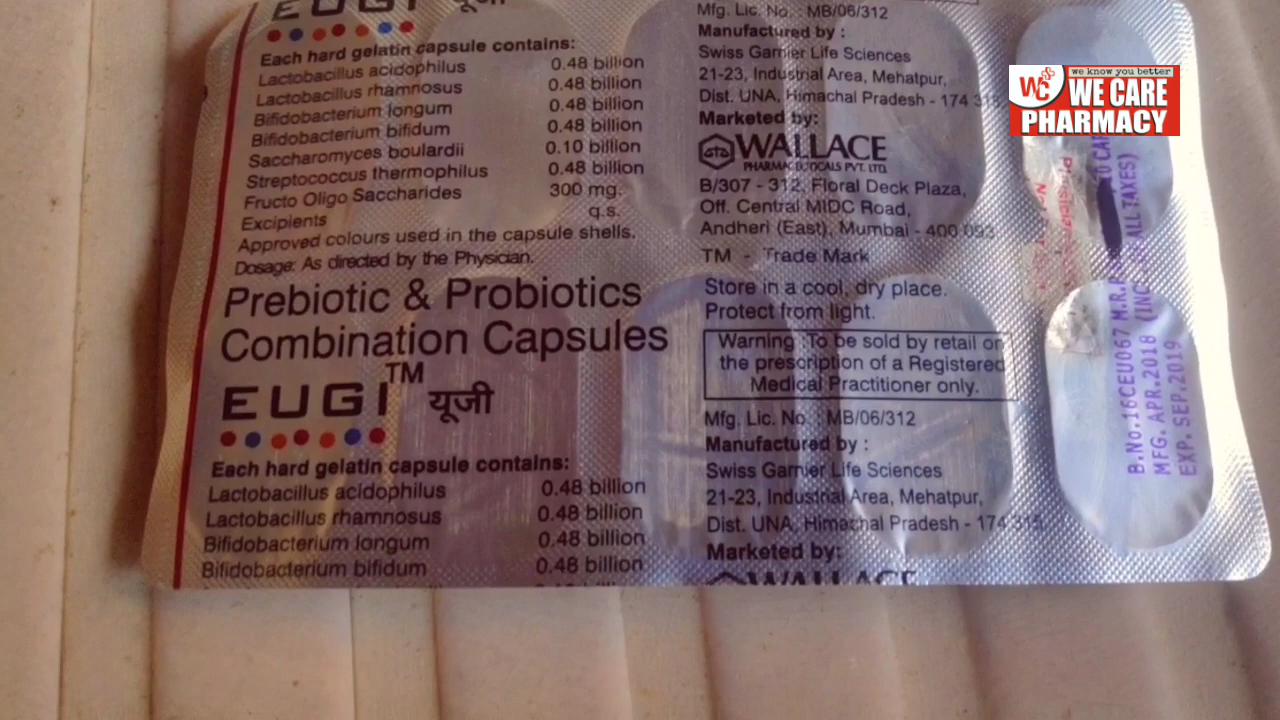 EUGI यूजी
Each hard gelatin capsule contains:
Lactobacillus acidophilus 0.48 billion
Lactobacillus rhamnosus 0.48 billion
Bifidobacterium longum 0.48 billion
Bifidobacterium bifidum 0.48 billion
Saccharomyces boulardii 0.10 billion
Streptococcus thermophilus 0.48 billion
Fructo Oligo Saccharides 300 mg.
Excipients q.s.
Approved colours used in the capsule shells.
Dosage: As directed by the Physician.
Prebiotic & Probiotics
Combination Capsules
EUGI™ यूजी
Each hard gelatin capsule contains:
Lactobacillus acidophilus 0.48 billion
Lactobacillus rhamnosus 0.48 billion
Bifidobacterium longum 0.48 billion
Bifidobacterium bifidum 0.48 billion
Mfg. Lic. No. : MB/06/312
Manufactured by :
Swiss Garnier Life Sciences
21-23, Industrial Area, Mehatpur,
Dist. UNA, Himachal Pradesh - 174 315
Marketed by:
WALLACE
PHARMACEUTICALS PVT. LTD.
B/307 - 312, Floral Deck Plaza,
Off. Central MIDC Road,
Andheri (East), Mumbai - 400 093
TM - Trade Mark
Store in a cool, dry place.
Protect from light.
Warning : To be sold by retail on
the prescription of a Registered
Medical Practitioner only.
Mfg. Lic. No. : MB/06/312
Manufactured by :
Swiss Garnier Life Sciences
21-23, Industrial Area, Mehatpur,
Dist. UNA, Himachal Pradesh - 174 315
Marketed by:
WALLACE
we know you better
WC
WE CARE
PHARMACY
B.No.16CEU067 M.R.P.
MFG. APR.2018 (INC. OF ALL TAXES)
EXP. SEP.2019